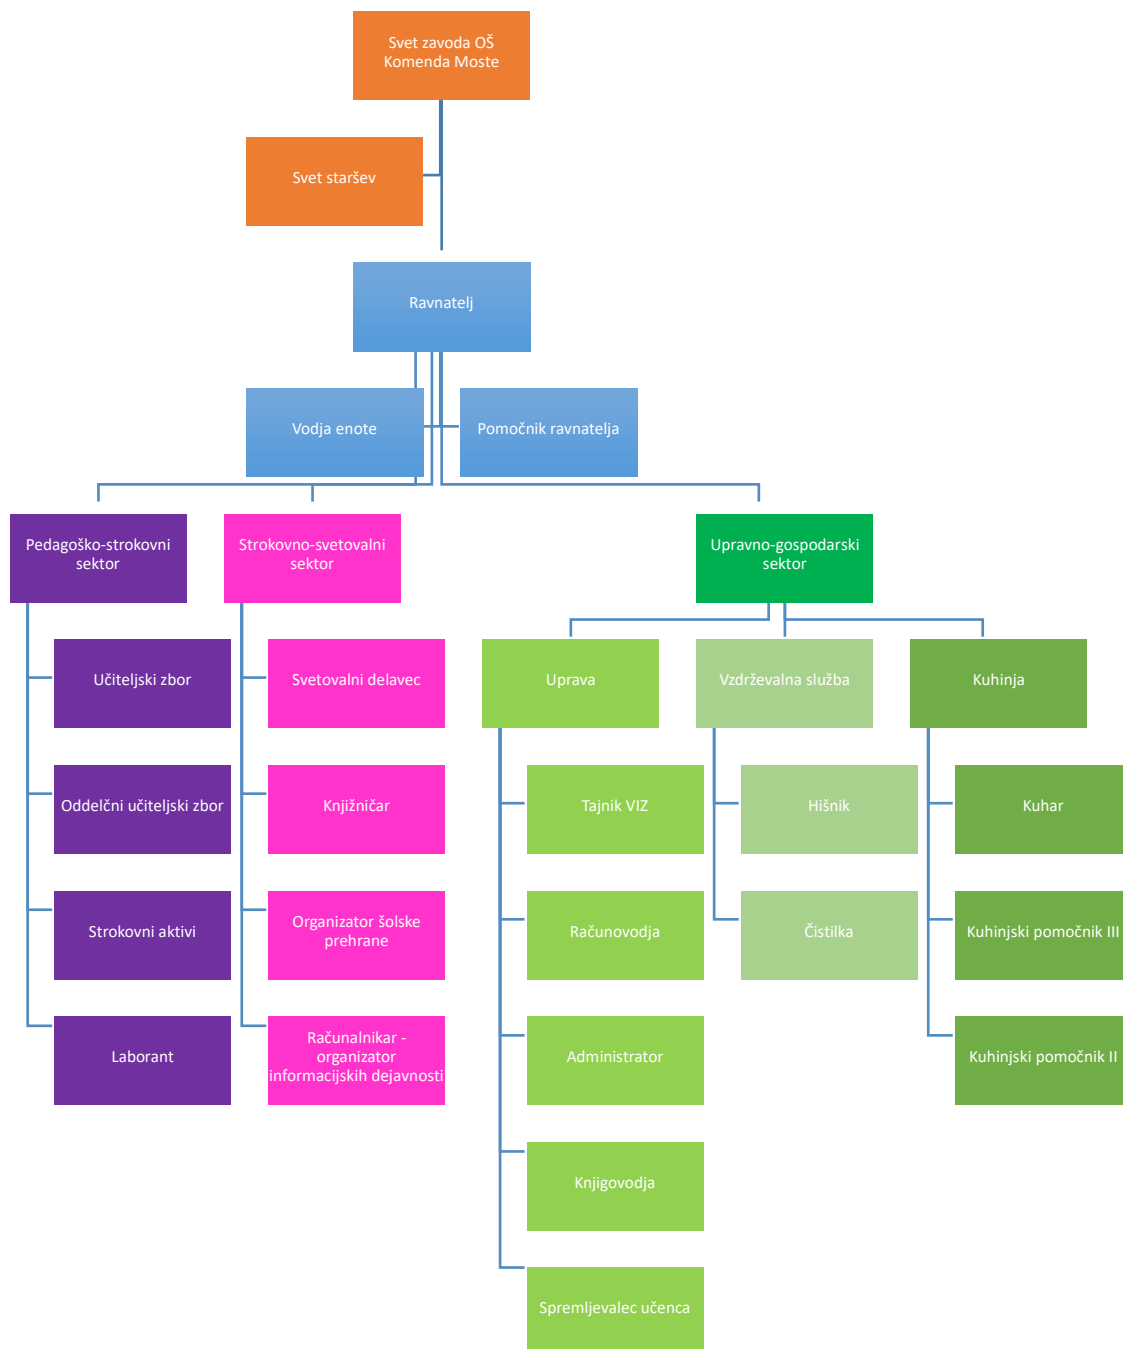 Svet zavoda OŠ
Komenda Moste
Svet staršev
Ravnatelj
Vodja enote
Pomočnik ravnatelja
Pedagoško-strokovni
sektor
Strokovno-svetovalni
sektor
Upravno-gospodarski
sektor
Učiteljski zbor
Svetovalni delavec
Uprava
Vzdrževalna služba
Kuhinja
Oddelčni učiteljski zbor
Knjižničar
Tajnik VIZ
Hišnik
Kuhar
Strokovni aktivi
Organizator šolske
prehrane
Računovodja
Čistilka
Kuhinjski pomočnik III
Laborant
Računalnikar -
organizator
informacijskih dejavnosti
Administrator
Kuhinjski pomočnik II
Knjigovodja
Spremljevalec učenca